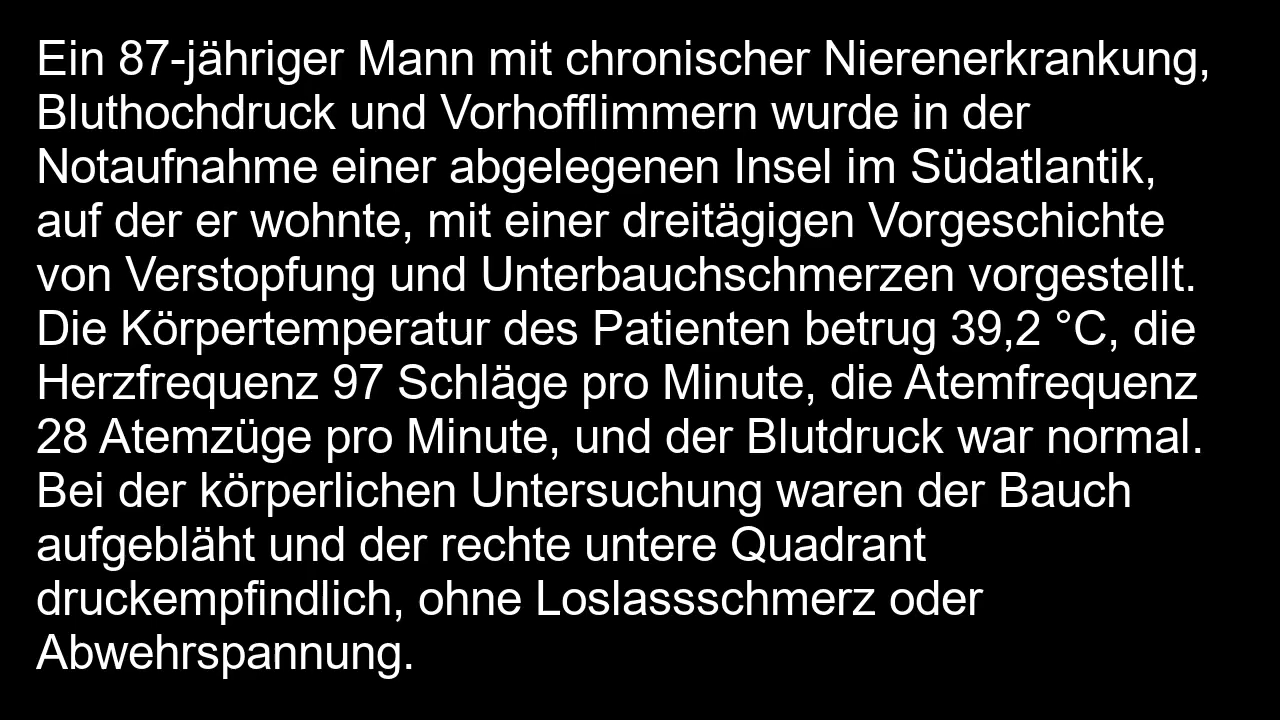 Ein 87-jähriger Mann mit chronischer Nierenerkrankung,
Bluthochdruck und Vorhofflimmern wurde in der
Notaufnahme einer abgelegenen Insel im Südatlantik,
auf der er wohnte, mit einer dreitägigen Vorgeschichte
von Verstopfung und Unterbauchschmerzen vorgestellt.
Die Körpertemperatur des Patienten betrug 39,2 °C, die
Herzfrequenz 97 Schläge pro Minute, die Atemfrequenz
28 Atemzüge pro Minute, und der Blutdruck war normal.
Bei der körperlichen Untersuchung waren der Bauch
aufgebläht und der rechte untere Quadrant
druckempfindlich, ohne Loslassschmerz oder
Abwehrspannung.